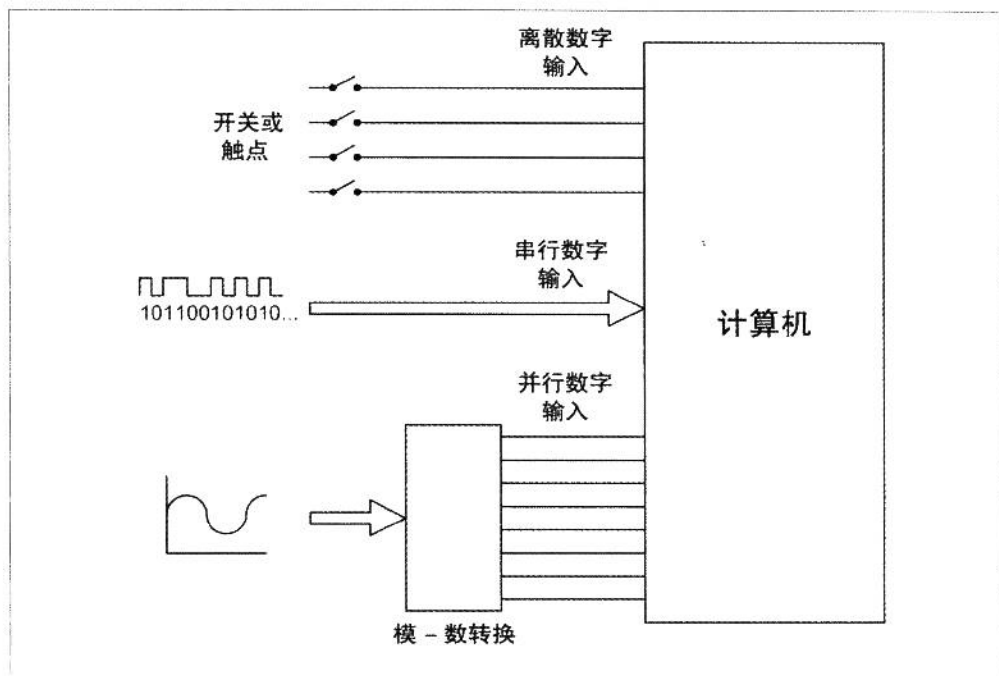 离散数字
输入
开关或
触点
串行数字
输入
101100101010...
计算机
并行数字
输入
模－数转换